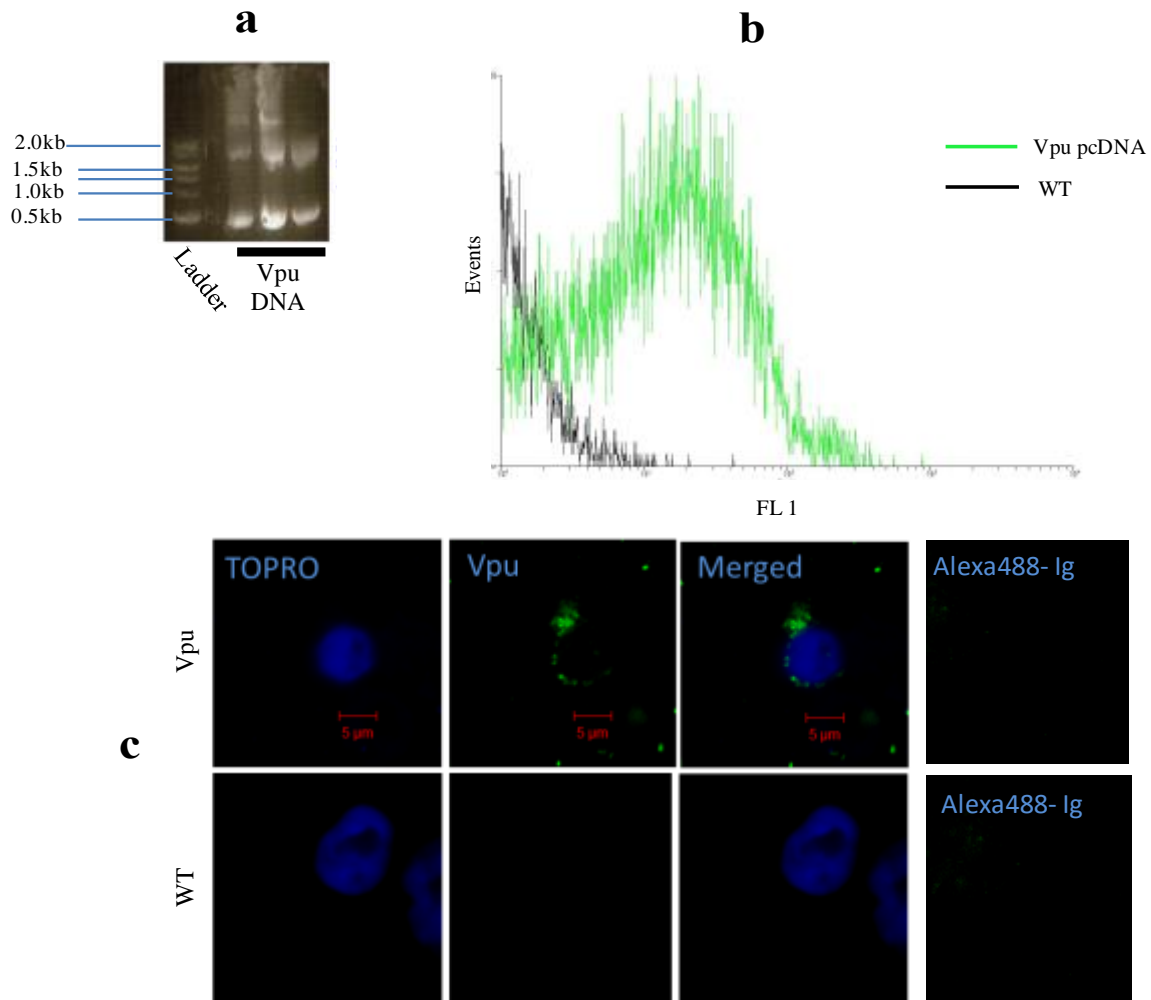 a
2.0kb
1.5kb
1.0kb
0.5kb
Ladder
Vpu
DNA
b
Events
FL 1
Vpu pcDNA
WT
c
Vpu
TOPRO
5 µm
Vpu
5 µm
Merged
5 µm
Alexa488- Ig
WT
Alexa488- Ig